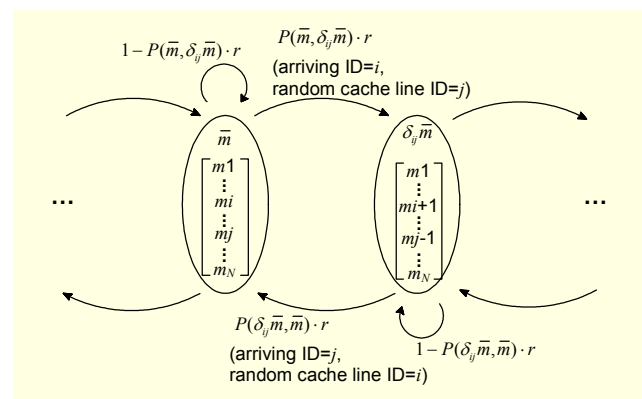 1 – P(m̅, δ_ij m̅) · r
P(m̅, δ_ij m̅) · r
(arriving ID=i,
random cache line ID=j)
m̅
m1
⋮
mi
⋮
mj
⋮
m_N
δ_ij m̅
m1
⋮
mi+1
⋮
mj-1
⋮
m_N
...
...
P(δ_ij m̅, m̅) · r
(arriving ID=j,
random cache line ID=i)
1 – P(δ_ij m̅, m̅) · r